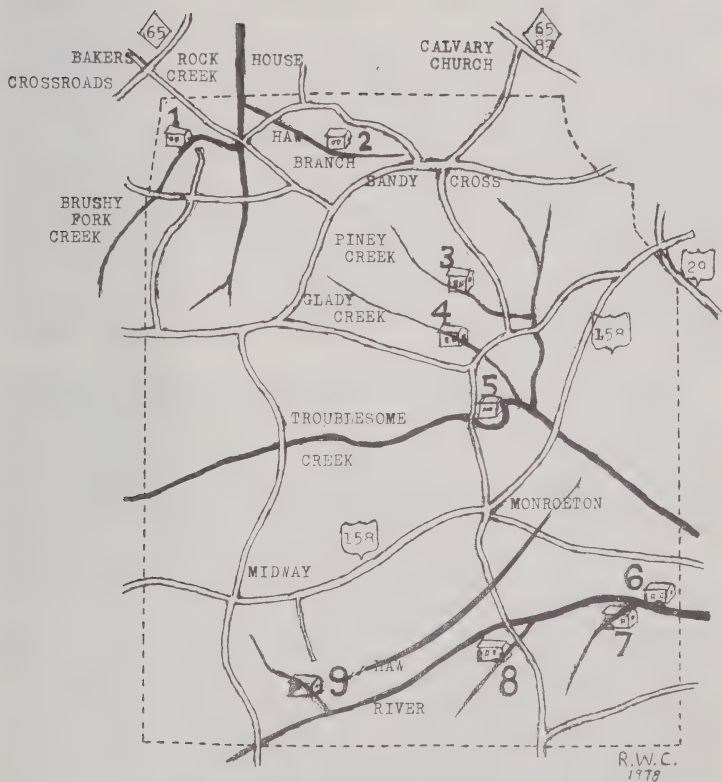 65
65
87
BAKERS
CROSSROADS
ROCK
CREEK
HOUSE
CALVARY
CHURCH
1
HAW
BRANCH
2
SANDY CROSS
BRUSHY
FORK
CREEK
PINEY
CREEK
3
29
GLADY
CREEK
4
158
5
TROUBLESOME
CREEK
MONROETON
158
MIDWAY
6
7
8
9
HAW
RIVER
R.W.C.
1978